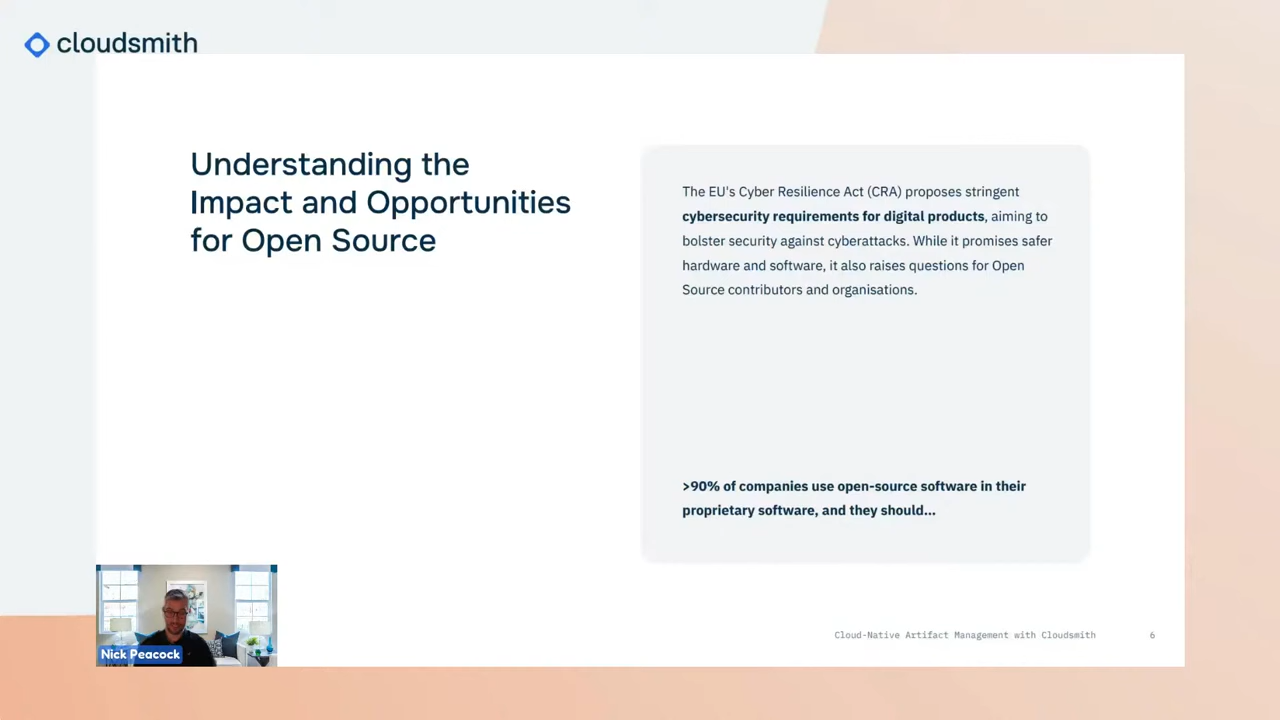 cloudsmith
Understanding the
Impact and Opportunities
for Open Source
The EU's Cyber Resilience Act (CRA) proposes stringent
cybersecurity requirements for digital products, aiming to
bolster security against cyberattacks. While it promises safer
hardware and software, it also raises questions for Open
Source contributors and organisations.
>90% of companies use open-source software in their
proprietary software, and they should...
Nick Peacock
Cloud-Native Artifact Management with Cloudsmith
6